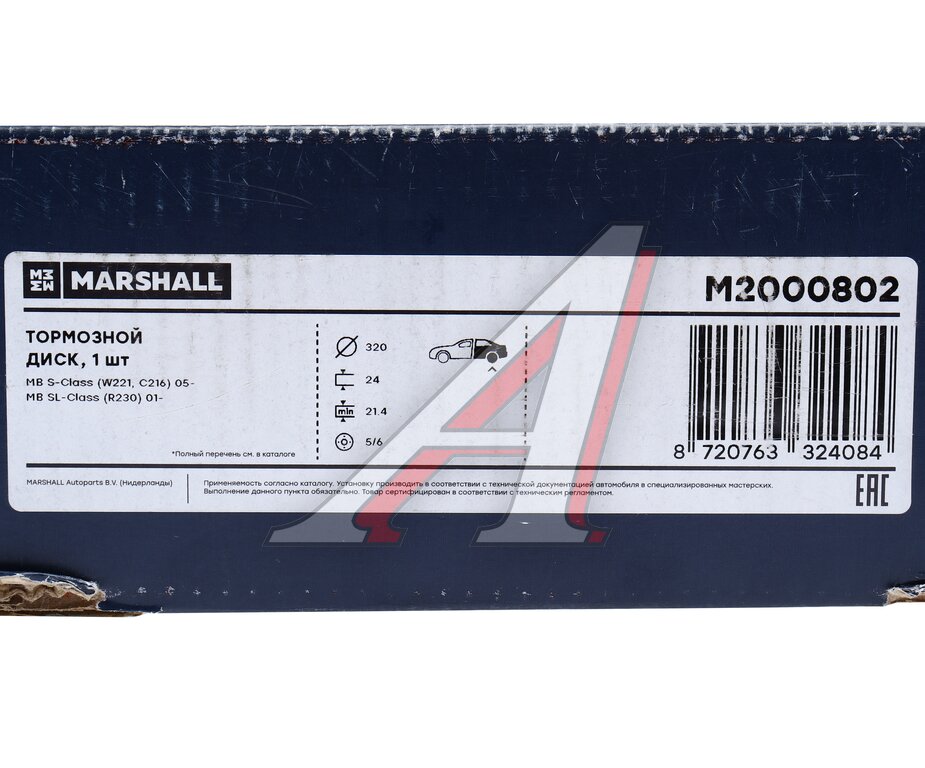 MARSHALL
M2000802
ТОРМОЗНОЙ
ДИСК, 1 шт
MB S-Class (W221, C216) 05-
MB SL-Class (R230) 01-
*Полный перечень см. в каталоге
320
24
min 21.4
5/6
8 720763 324084
MARSHALL Autoparts B.V. (Нидерланды)
Применяемость согласно каталогу. Установку производить в соответствии с технической документацией автомобиля в специализированных мастерских.
Выполнение данного пункта обязательно. Товар сертифицирован в соответствии с техническим регламентом.
EAC